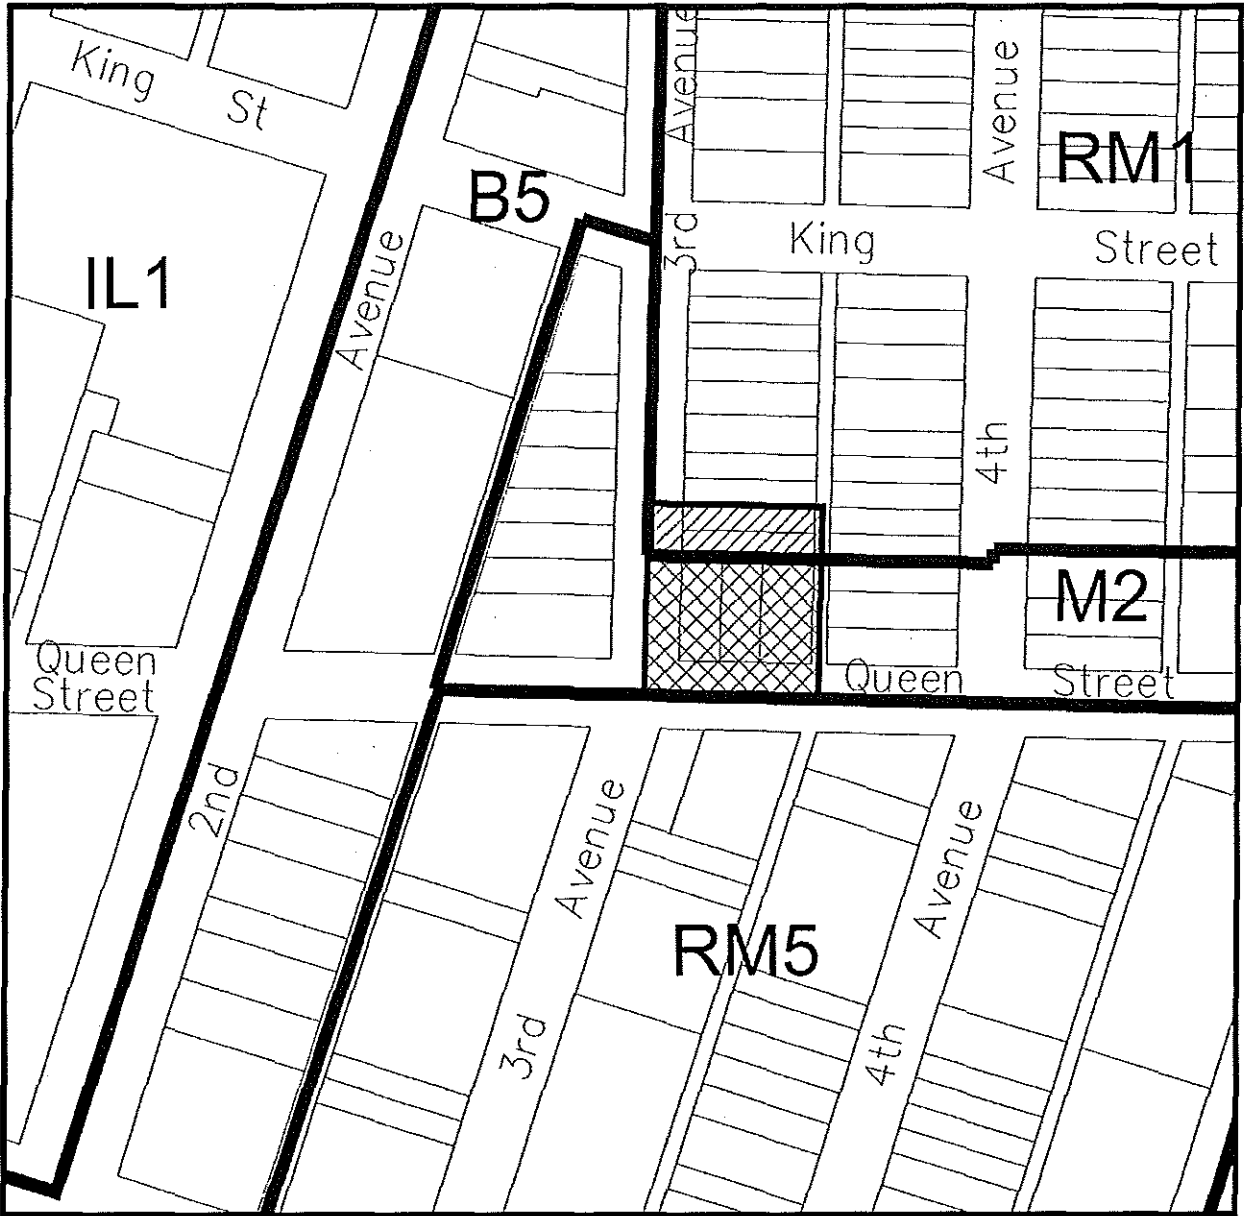 King
St
Avenue
Avenue
RM1
B5
3rd
King
Street
IL1
Avenue
4th
M2
Queen
Street
Queen
Street
2nd
Avenue
Avenue
RM5
3rd
4th